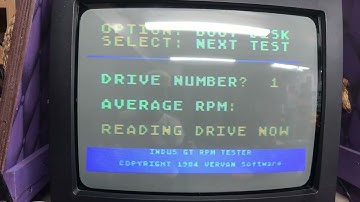 OPTION: BOOT DISK
SELECT: NEXT TEST
DRIVE NUMBER? 1
AVERAGE RPM:
READING DRIVE NOW
INDUS GT RPM TESTER
COPYRIGHT 1984 VERVAN Software